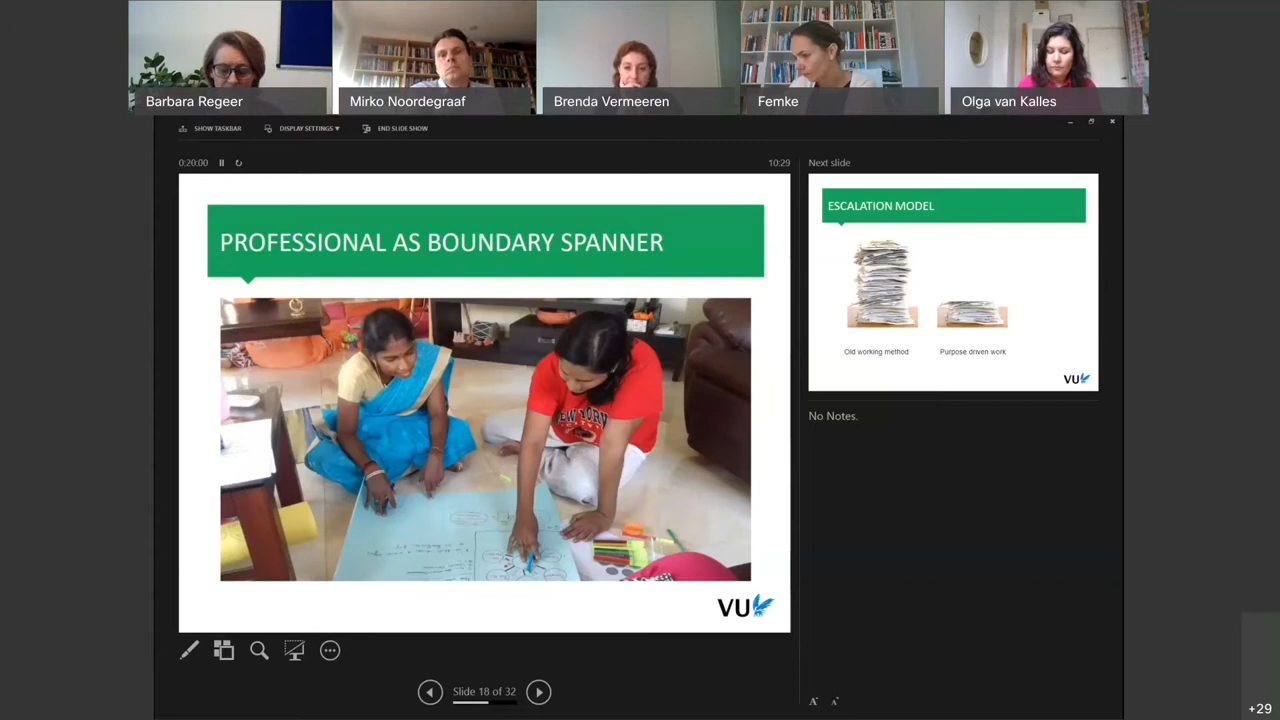 Barbara Regeer
Mirko Noordegraaf
Brenda Vermeeren
Femke
Olga van Kalles
SHOW TASKBAR
DISPLAY SETTINGS ▾
END SLIDE SHOW
0:20:00
10:29
Next slide
PROFESSIONAL AS BOUNDARY SPANNER
NEW YORK
VU
ESCALATION MODEL
Old working method
Purpose driven work
VU
No Notes.
Slide 18 of 32
A
A
+29